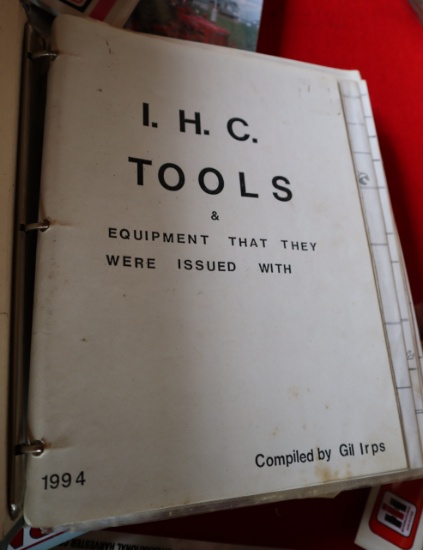 I. H. C.
TOOLS
&
EQUIPMENT THAT THEY
WERE ISSUED WITH
Compiled by Gil Irps
1994